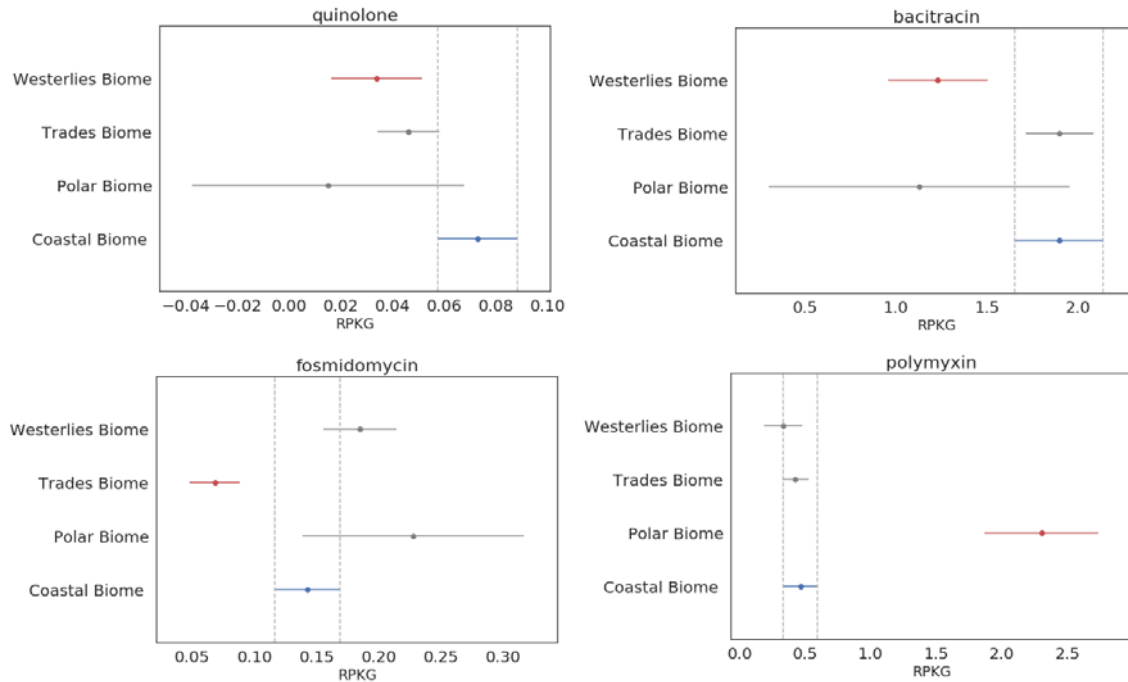 quinolone
Westerlies Biome
Trades Biome
Polar Biome
Coastal Biome
−0.04 −0.02 0.00 0.02 0.04 0.06 0.08 0.10
RPKG
bacitracin
Westerlies Biome
Trades Biome
Polar Biome
Coastal Biome
0.5 1.0 1.5 2.0
RPKG
fosmidomycin
Westerlies Biome
Trades Biome
Polar Biome
Coastal Biome
0.05 0.10 0.15 0.20 0.25 0.30
RPKG
polymyxin
Westerlies Biome
Trades Biome
Polar Biome
Coastal Biome
0.0 0.5 1.0 1.5 2.0 2.5
RPKG